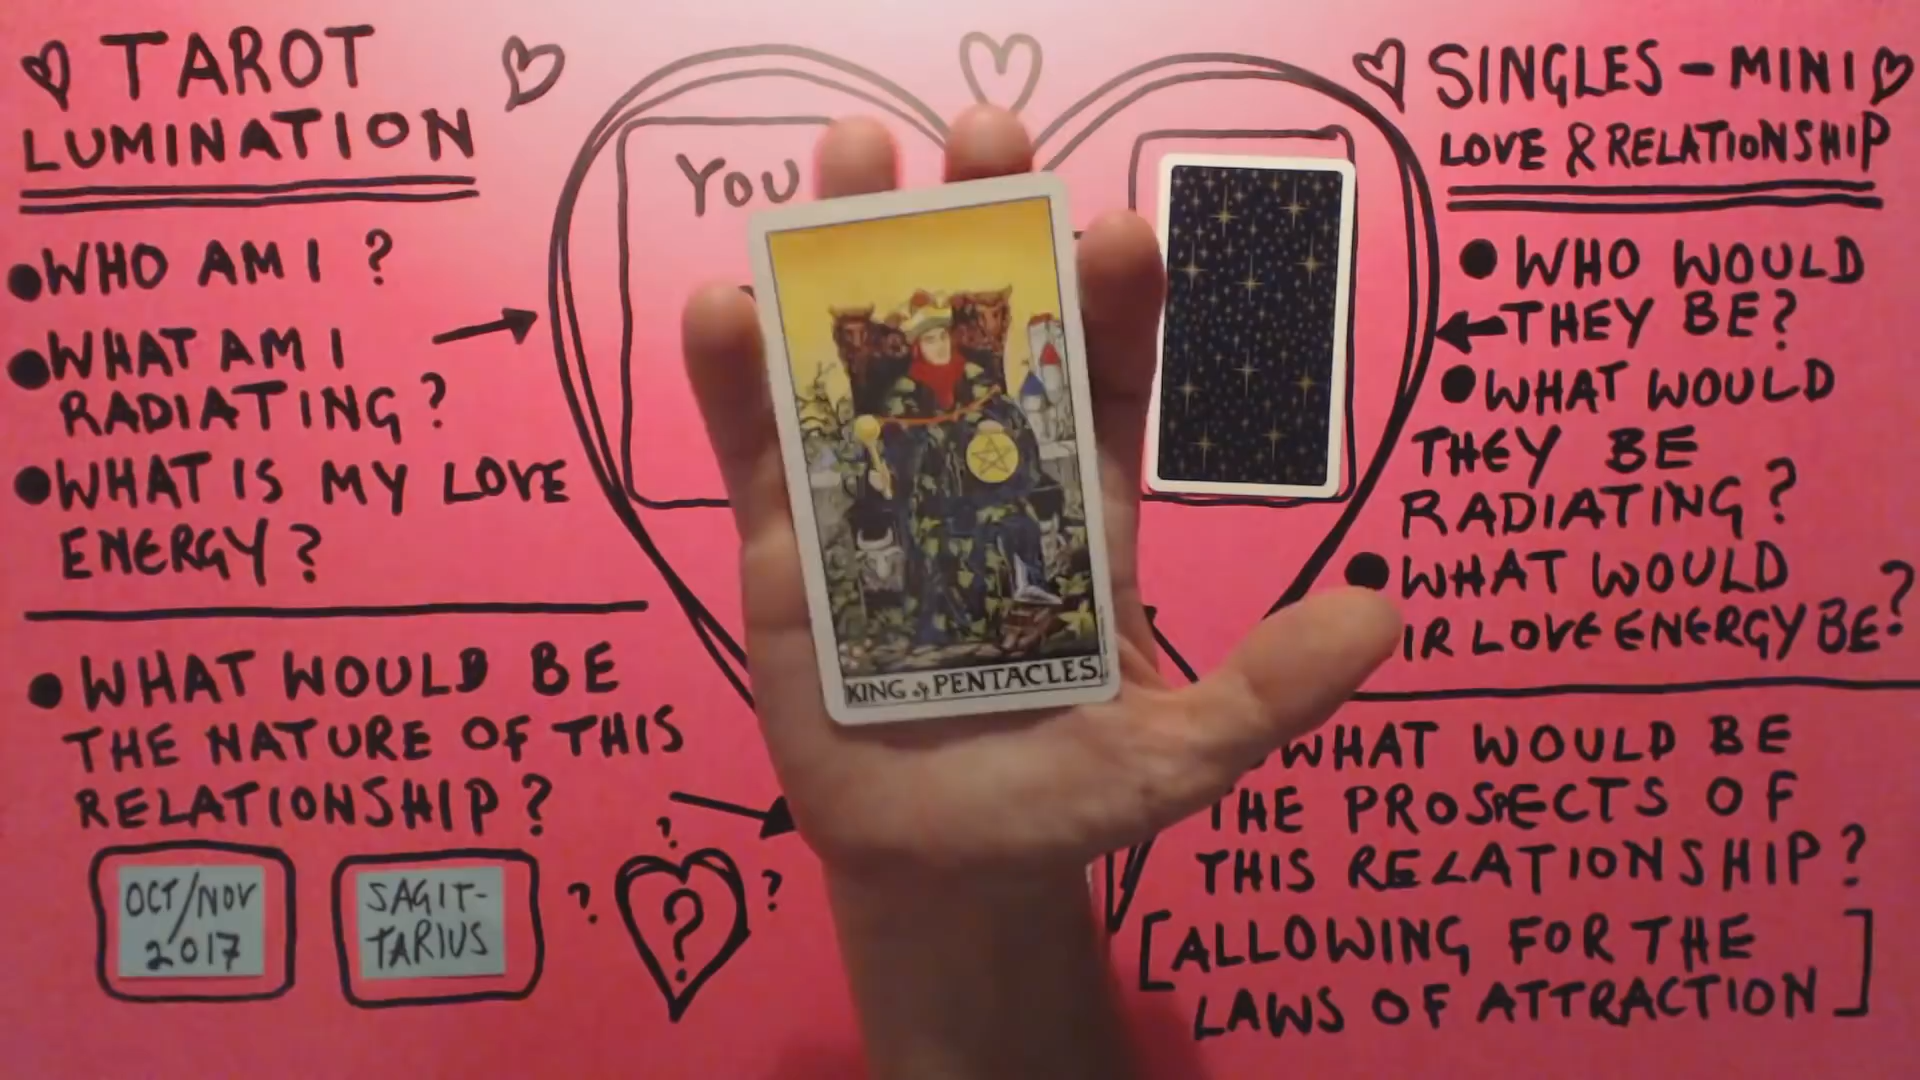 TAROT
LUMINATION
WHO AM I ?
WHAT AM I
RADIATING?
WHAT IS MY LOVE
ENERGY?
WHAT WOULD BE
THE NATURE OF THIS
RELATIONSHIP?
OCT/NOV
2017
SAGIT-
TARIUS
?
? ? ?
YOU
KING of PENTACLES.
SINGLES - MINI
LOVE & RELATIONSHIP
WHO WOULD
THEY BE?
WHAT WOULD
THEY BE
RADIATING?
WHAT WOULD
IR LOVE ENERGY BE?
WHAT WOULD BE
THE PROSPECTS OF
THIS RELATIONSHIP?
[ALLOWING FOR THE
LAWS OF ATTRACTION]